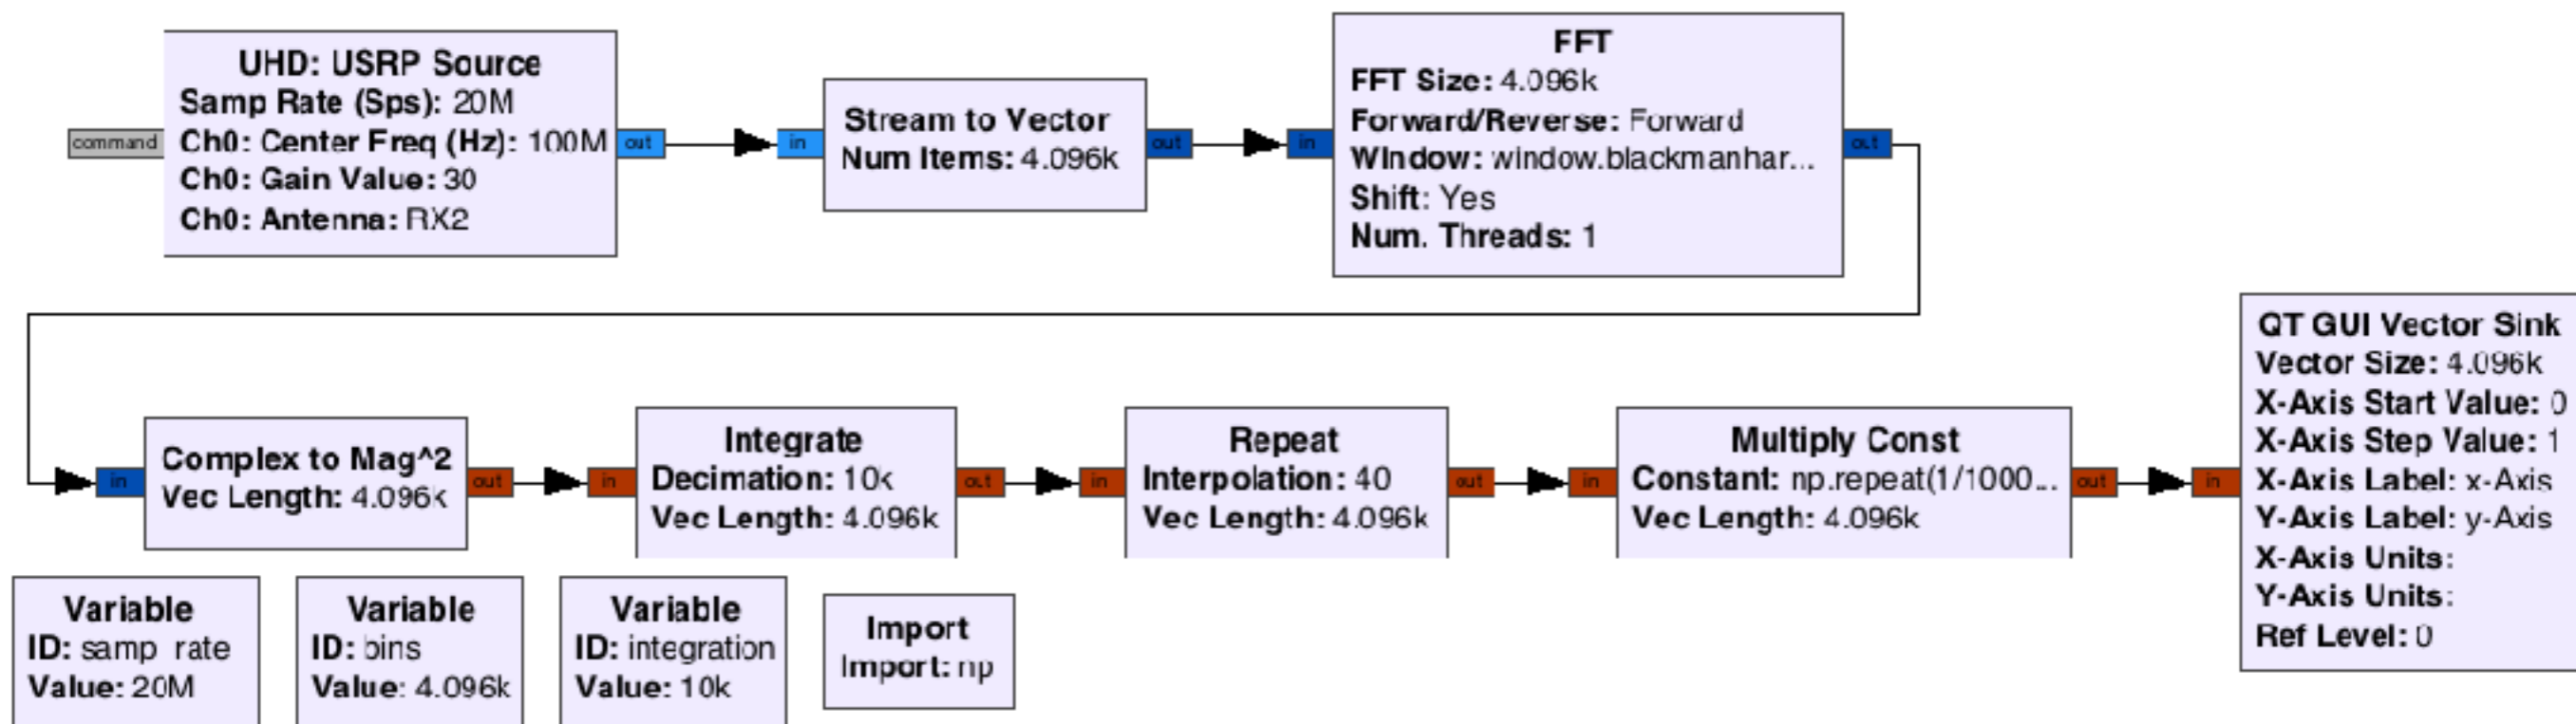 UHD: USRP Source
Samp Rate (Sps): 20M
command
Ch0: Center Freq (Hz): 100M
out
Ch0: Gain Value: 30
Ch0: Antenna: RX2
in
Stream to Vector
Num Items: 4.096k
out
in
FFT
FFT Size: 4.096k
Forward/Reverse: Forward
Window: window.blackmanhar...
Shift: Yes
Num. Threads: 1
out
in
Complex to Mag^2
Vec Length: 4.096k
out
in
Integrate
Decimation: 10k
Vec Length: 4.096k
out
in
Repeat
Interpolation: 40
Vec Length: 4.096k
out
in
Multiply Const
Constant: np.repeat(1/1000...
Vec Length: 4.096k
out
in
QT GUI Vector Sink
Vector Size: 4.096k
X-Axis Start Value: 0
X-Axis Step Value: 1
X-Axis Label: x-Axis
Y-Axis Label: y-Axis
X-Axis Units:
Y-Axis Units:
Ref Level: 0
Variable
ID: samp_rate
Value: 20M
Variable
ID: bins
Value: 4.096k
Variable
ID: integration
Value: 10k
Import
Import: np